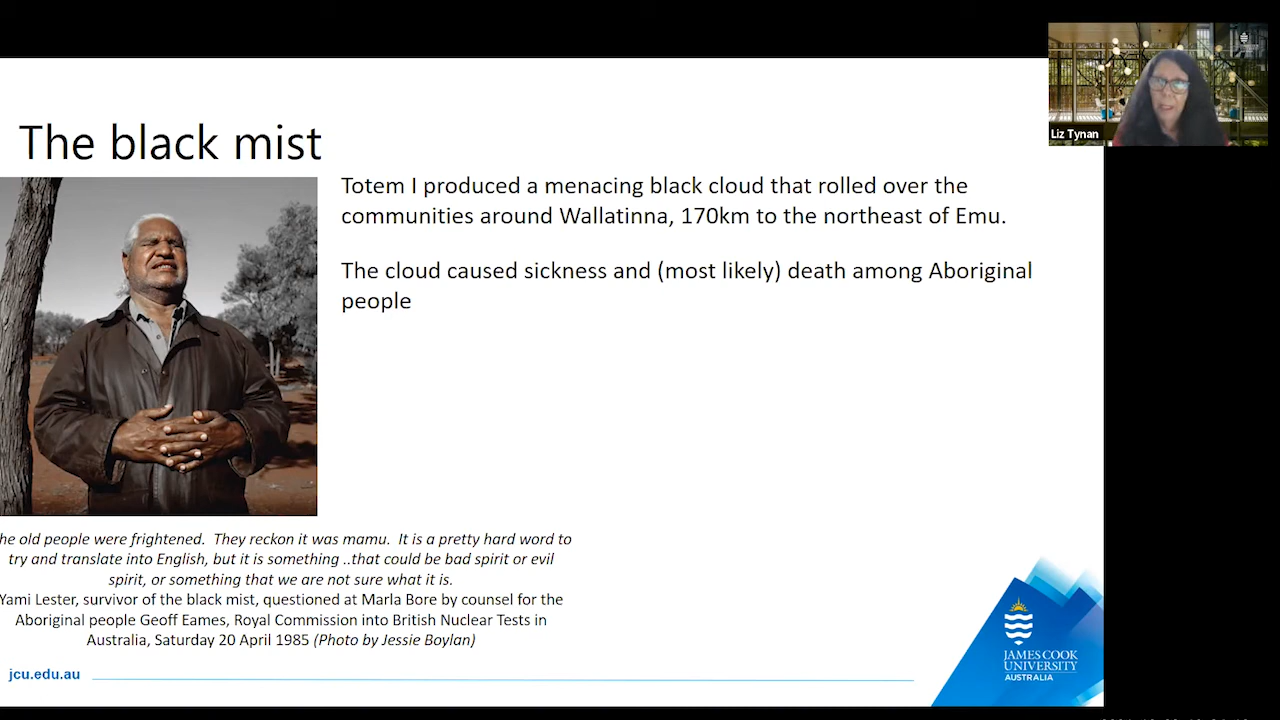 Liz Tynan
The black mist
Totem I produced a menacing black cloud that rolled over the
communities around Wallatinna, 170km to the northeast of Emu.
The cloud caused sickness and (most likely) death among Aboriginal
people
he old people were frightened. They reckon it was mamu. It is a pretty hard word to
try and translate into English, but it is something ..that could be bad spirit or evil
spirit, or something that we are not sure what it is.
Yami Lester, survivor of the black mist, questioned at Marla Bore by counsel for the
Aboriginal people Geoff Eames, Royal Commission into British Nuclear Tests in
Australia, Saturday 20 April 1985 (Photo by Jessie Boylan)
jcu.edu.au
JAMES COOK
UNIVERSITY
AUSTRALIA